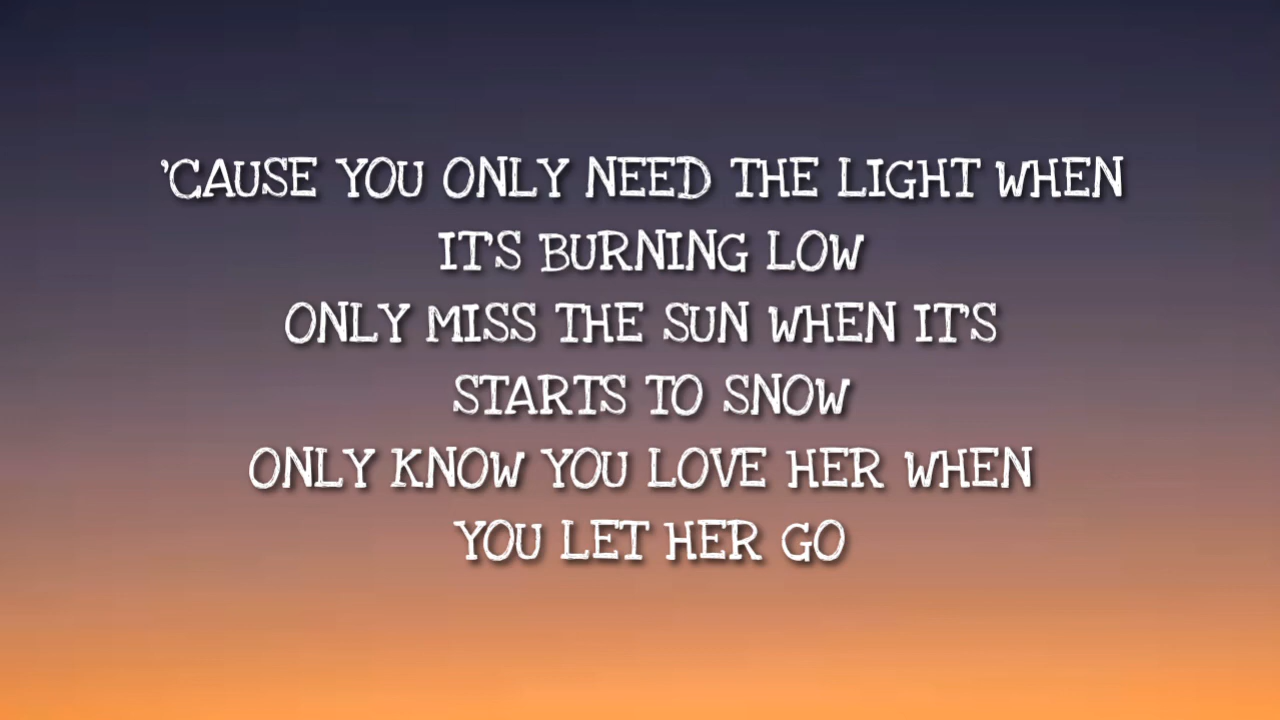 'CAUSE YOU ONLY NEED THE LIGHT WHEN
IT'S BURNING LOW
ONLY MISS THE SUN WHEN IT'S
STARTS TO SNOW
ONLY KNOW YOU LOVE HER WHEN
YOU LET HER GO